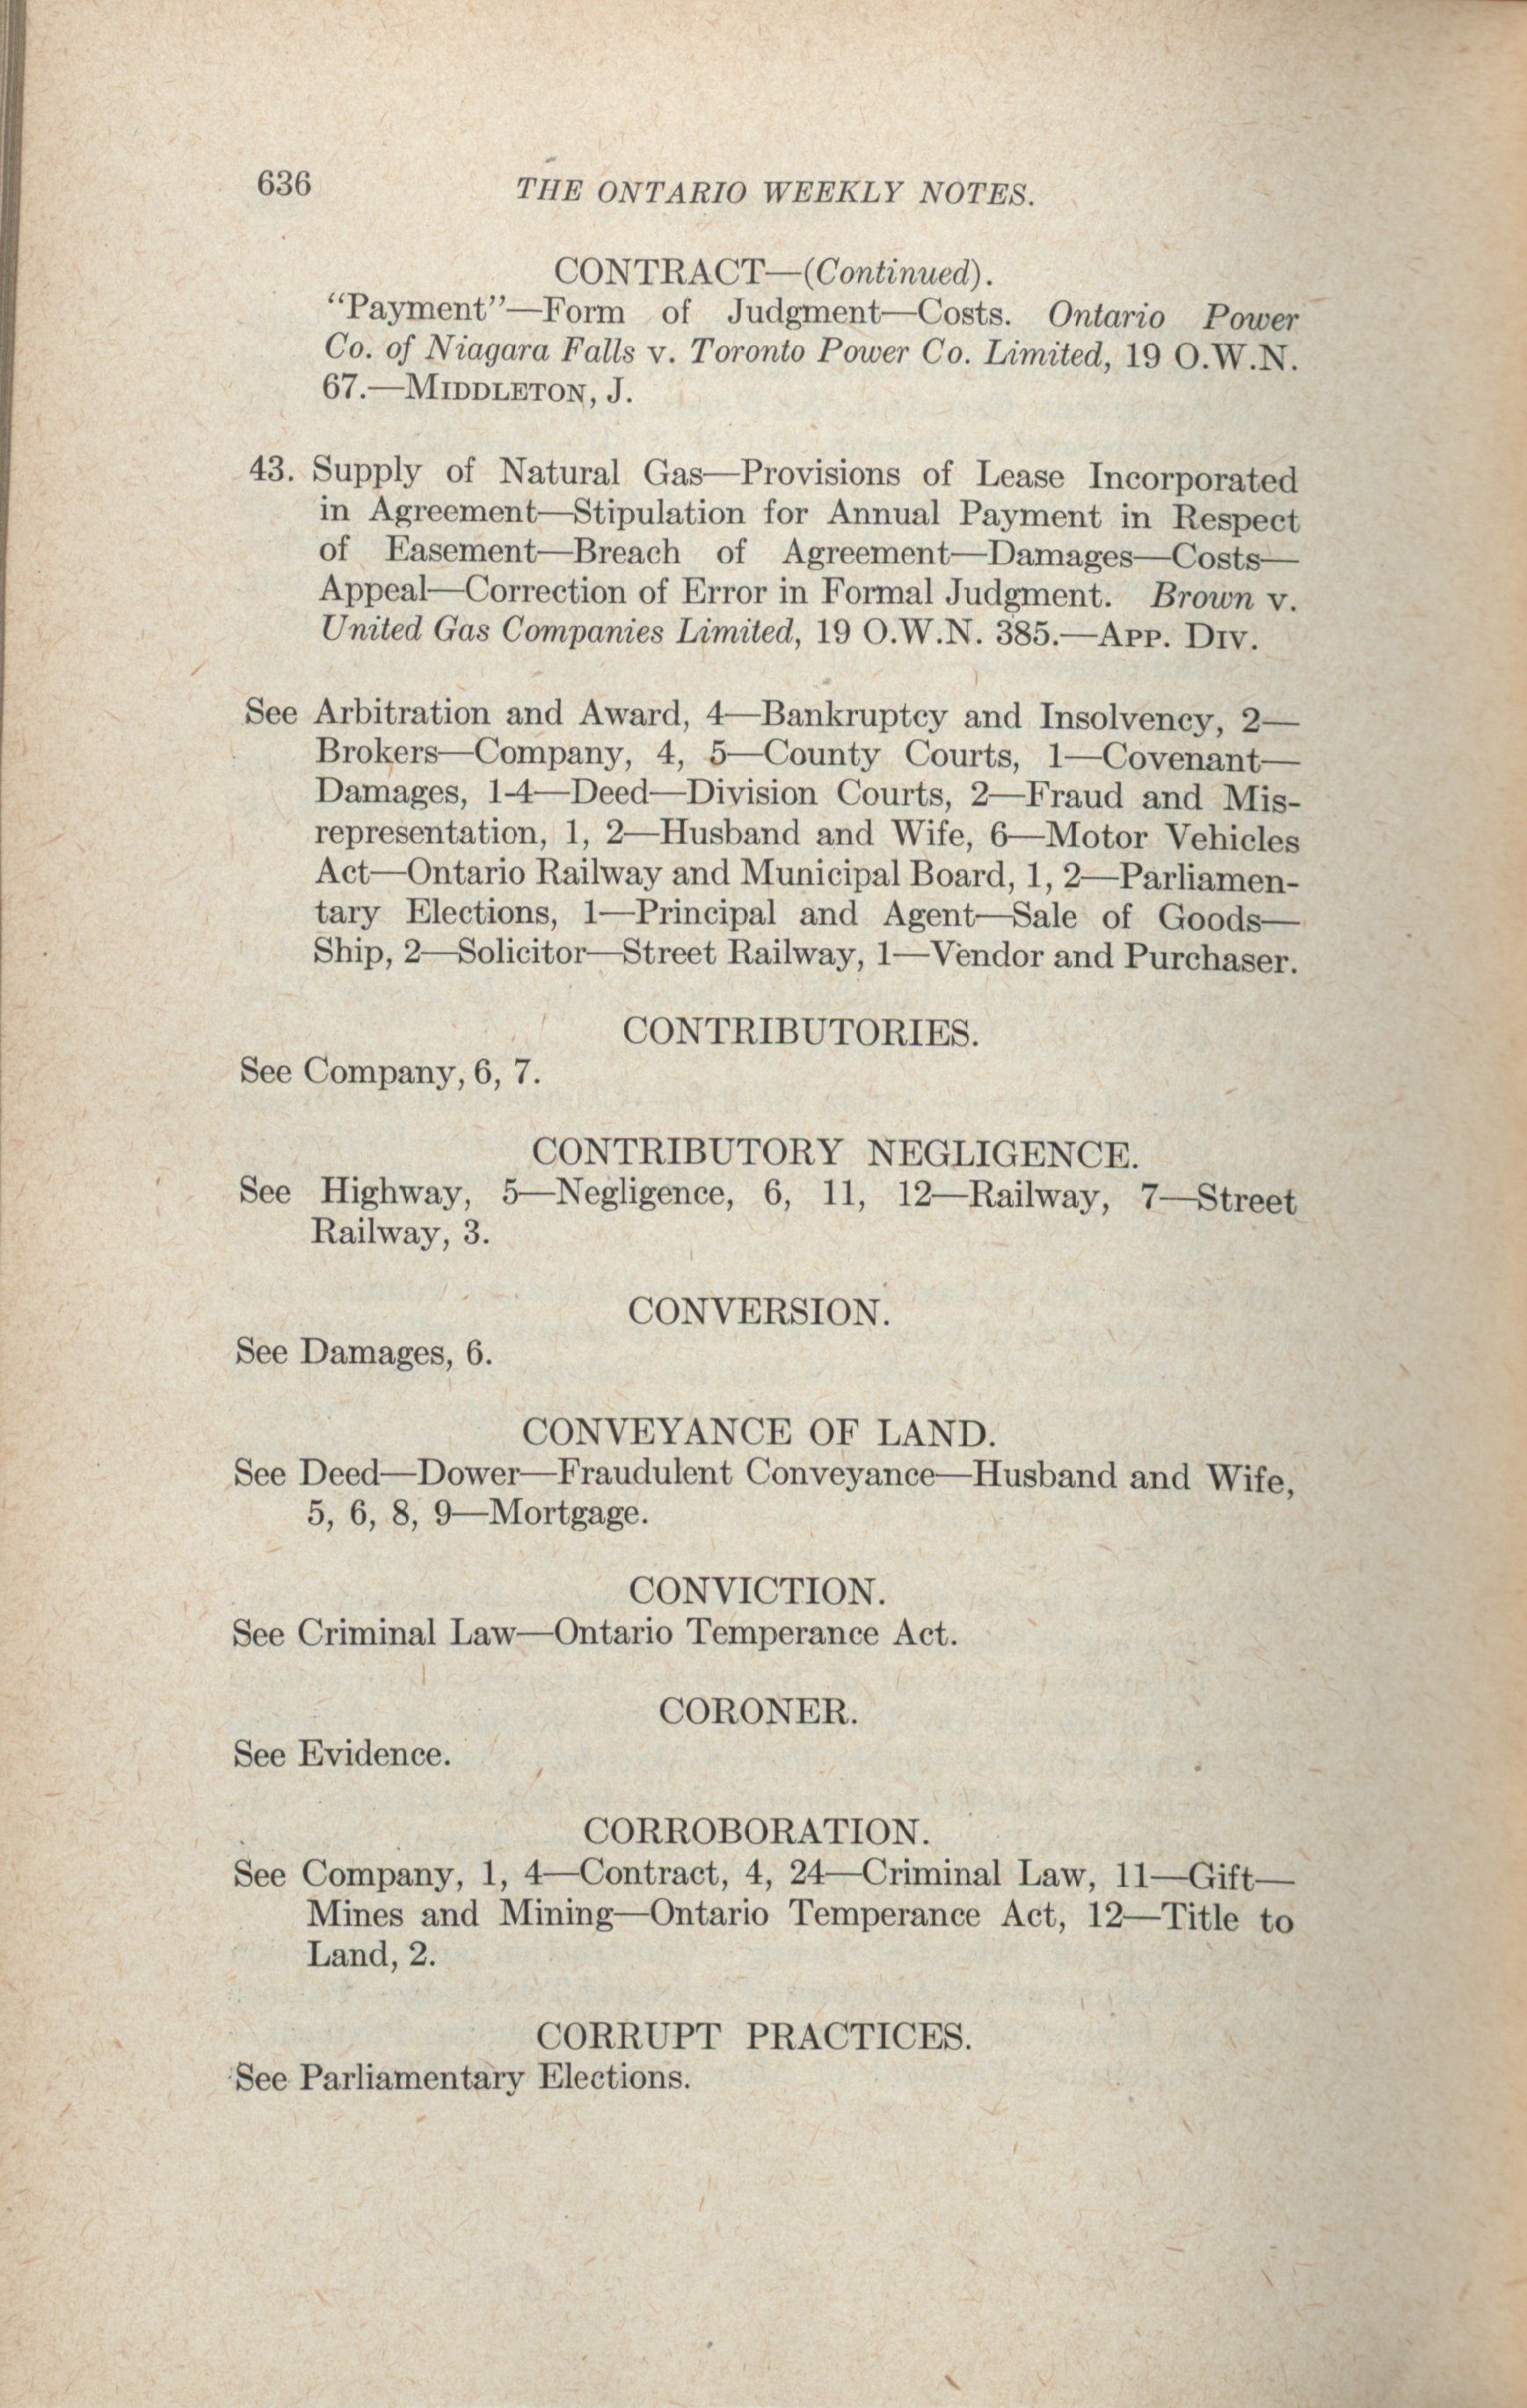 636
THE ONTARIO WEEKLY NOTES.
CONTRACT—(Continued).
“Payment”—Form of Judgment—Costs. Ontario Power
Co. of Niagara Falls v. Toronto Power Co. Limited, 19 O.W.N.
67.—MIDDLETON, J.
43. Supply of Natural Gas—Provisions of Lease Incorporated
in Agreement—Stipulation for Annual Payment in Respect
of Easement—Breach of Agreement—Damages—Costs—
Appeal—Correction of Error in Formal Judgment. Brown v.
United Gas Companies Limited, 19 O.W.N. 385.—APP. DIV.
See Arbitration and Award, 4—Bankruptcy and Insolvency, 2—
Brokers—Company, 4, 5—County Courts, 1—Covenant—
Damages, 1-4—Deed—Division Courts, 2—Fraud and Mis-
representation, 1, 2—Husband and Wife, 6—Motor Vehicles
Act—Ontario Railway and Municipal Board, 1, 2—Parliamen-
tary Elections, 1—Principal and Agent—Sale of Goods—
Ship, 2—Solicitor—Street Railway, 1—Vendor and Purchaser.
CONTRIBUTORIES.
See Company, 6, 7.
CONTRIBUTORY NEGLIGENCE.
See Highway, 5—Negligence, 6, 11, 12—Railway, 7—Street
Railway, 3.
CONVERSION.
See Damages, 6.
CONVEYANCE OF LAND.
See Deed—Dower—Fraudulent Conveyance—Husband and Wife,
5, 6, 8, 9—Mortgage.
CONVICTION.
See Criminal Law—Ontario Temperance Act.
CORONER.
See Evidence.
CORROBORATION.
See Company, 1, 4—Contract, 4, 24—Criminal Law, 11—Gift—
Mines and Mining—Ontario Temperance Act, 12—Title to
Land, 2.
CORRUPT PRACTICES.
See Parliamentary Elections.